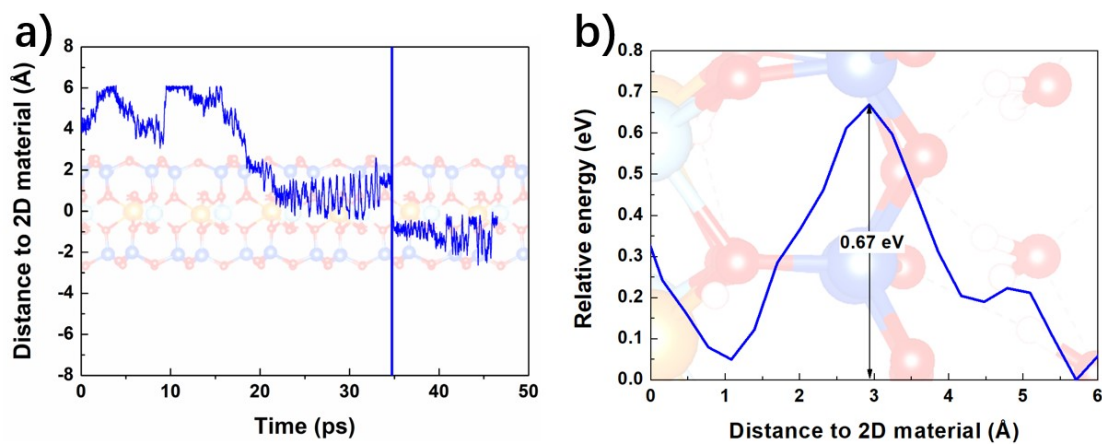 a)
Distance to 2D material (Å)
8
6
4
2
0
-2
-4
-6
-8
0 10 20 30 40 50
Time (ps)
b)
Relative energy (eV)
0.8
0.7
0.6
0.5
0.4
0.3
0.2
0.1
0.0
0.67 eV
0 1 2 3 4 5 6
Distance to 2D material (Å)